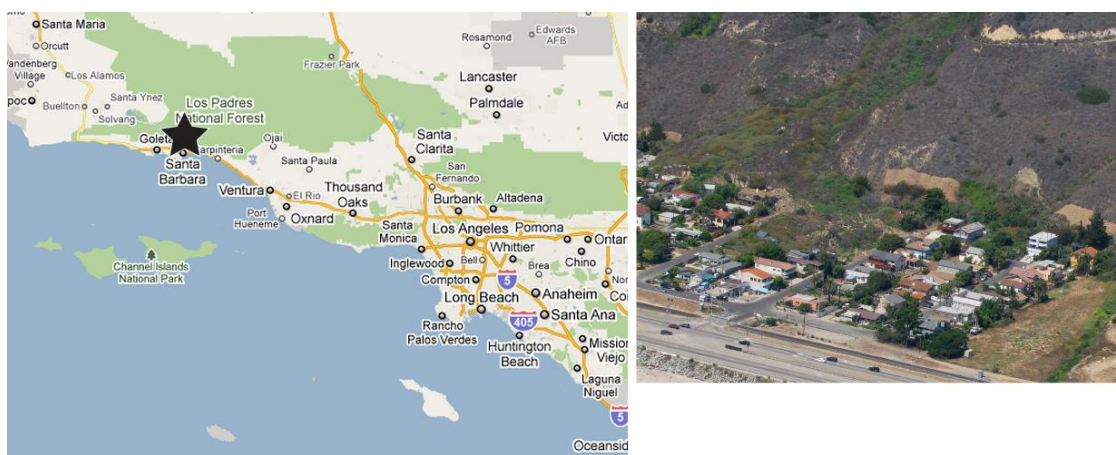 Santa Maria
Orcutt
Vandenberg
Village
Los Alamos
poc
Buellton
Santa Ynez
Solvang
Los Padres
National Forest
Frazier Park
Rosamond
Edwards
AFB
Lancaster
Palmdale
Ad
Victo
Golet
Santa
Barbara
arpinteria
Ojai
Santa Paula
Santa
Clarita
San
Fernando
Ventura
El Rio
Port
Hueneme
Oxnard
Thousand
Oaks
Burbank
Altadena
Santa
Monica
Los Angeles
Pomona
Ontar
Whittier
Chino
Inglewood
Bell
Brea
Nor
Co
Compton
5
Long Beach
Anaheim
Santa Ana
405
Rancho
Palos Verdes
Huntington
Beach
Mission
Viejo
Laguna
Niguel
5
Oceansid
Channel Islands
National Park